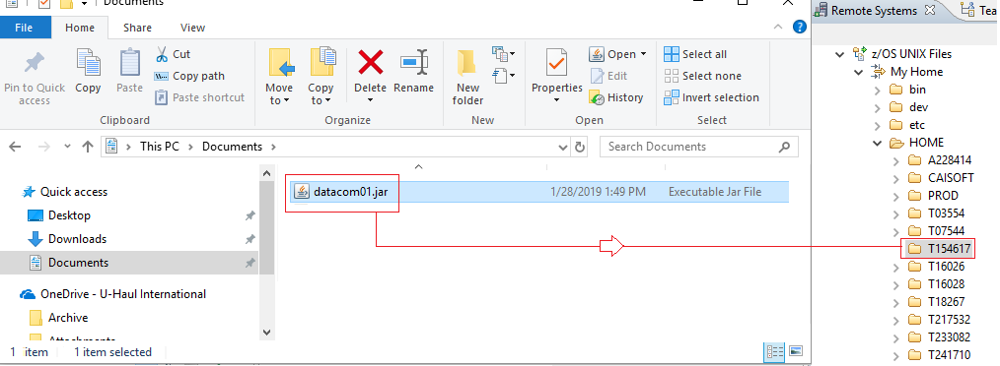 Documents
File
Home
Share
View
Pin to Quick access
Copy
Paste
Cut
Copy path
Paste shortcut
Clipboard
Move to
Copy to
Delete
Rename
Organize
New folder
New
Properties
Open
Edit
History
Open
Select all
Select none
Invert selection
Select
This PC
Documents
Search Documents
Quick access
Desktop
Downloads
Documents
OneDrive - U-Haul International
Archive
Attachments
datacom01.jar
1/28/2019 1:49 PM
Executable Jar File
1 item
1 item selected
Remote Systems
Tea
z/OS UNIX Files
My Home
bin
dev
etc
HOME
A228414
CAISOFT
PROD
T03554
T07544
T154617
T16026
T16028
T18267
T217532
T233082
T241710